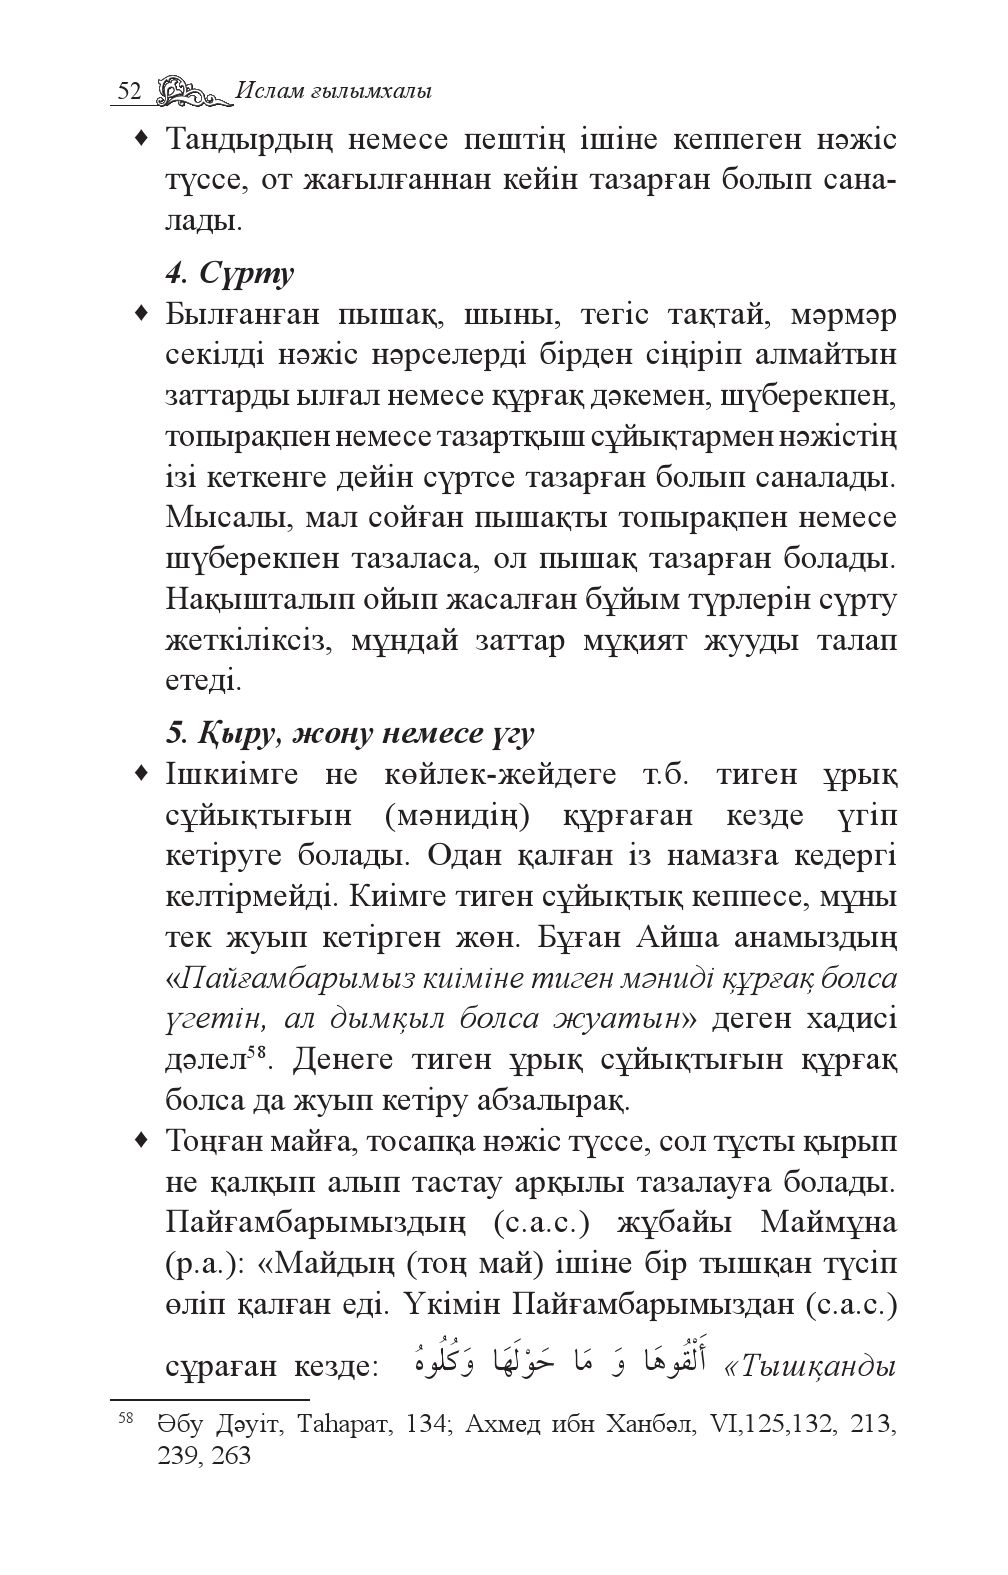 52 Ислам ғылымхалы
♦ Тандырдың немесе пештің ішіне кеппеген нәжіс
түссе, от жағылғаннан кейін тазарған болып сана-
лады.
4. Сүрту
♦ Былғанған пышақ, шыны, тегіс тақтай, мәрмәр
секілді нәжіс нәрселерді бірден сіңіріп алмайтын
заттарды ылғал немесе құрғақ дәкемен, шүберекпен,
топырақпен немесе тазартқыш сұйықтармен нәжістің
ізі кеткенге дейін сүртсе тазарған болып саналады.
Мысалы, мал сойған пышақты топырақпен немесе
шүберекпен тазаласа, ол пышақ тазарған болады.
Нақышталып ойып жасалған бұйым түрлерін сүрту
жеткіліксіз, мұндай заттар мұқият жууды талап
етеді.
5. Қыру, жону немесе үгу
♦ Ішкиімге не көйлек-жейдеге т.б. тиген ұрық
сұйықтығын (мәнидің) құрғаған кезде үгіп
кетіруге болады. Одан қалған із намазға кедергі
келтірмейді. Киімге тиген сұйықтық кеппесе, мұны
тек жуып кетірген жөн. Бұған Айша анамыздың
«Пайғамбарымыз киіміне тиген мәниді құрғақ болса
үгетін, ал дымқыл болса жуатын» деген хадисі
дәлел58. Денеге тиген ұрық сұйықтығын құрғақ
болса да жуып кетіру абзалырақ.
♦ Тоңған майға, тосапқа нәжіс түссе, сол тұсты қырып
не қалқып алып тастау арқылы тазалауға болады.
Пайғамбарымыздың (с.а.с.) жұбайы Маймұна
(р.а.): «Майдың (тоң май) ішіне бір тышқан түсіп
өліп қалған еді. Үкімін Пайғамбарымыздан (с.а.с.)
сұраған кезде: أَلْقُوهَا وَ مَا حَوْلَهَا وَكُلُوهُ «Тышқанды
58 Әбу Дәуіт, Таһарат, 134; Ахмед ибн Ханбәл, VI,125,132, 213,
239, 263